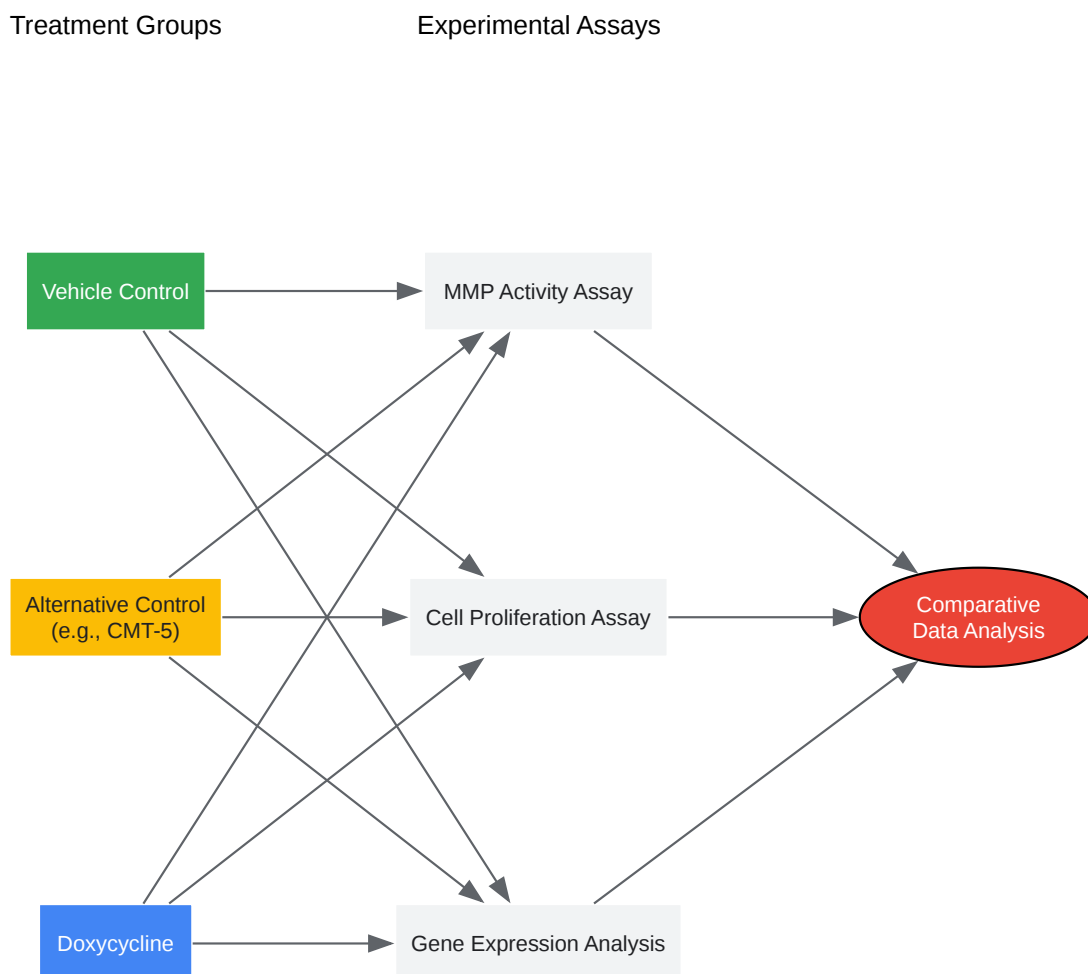 Treatment Groups
Experimental Assays
Vehicle Control
MMP Activity Assay
Alternative Control
(e.g., CMT-5)
Cell Proliferation Assay
Comparative
Data Analysis
Doxycycline
Gene Expression Analysis